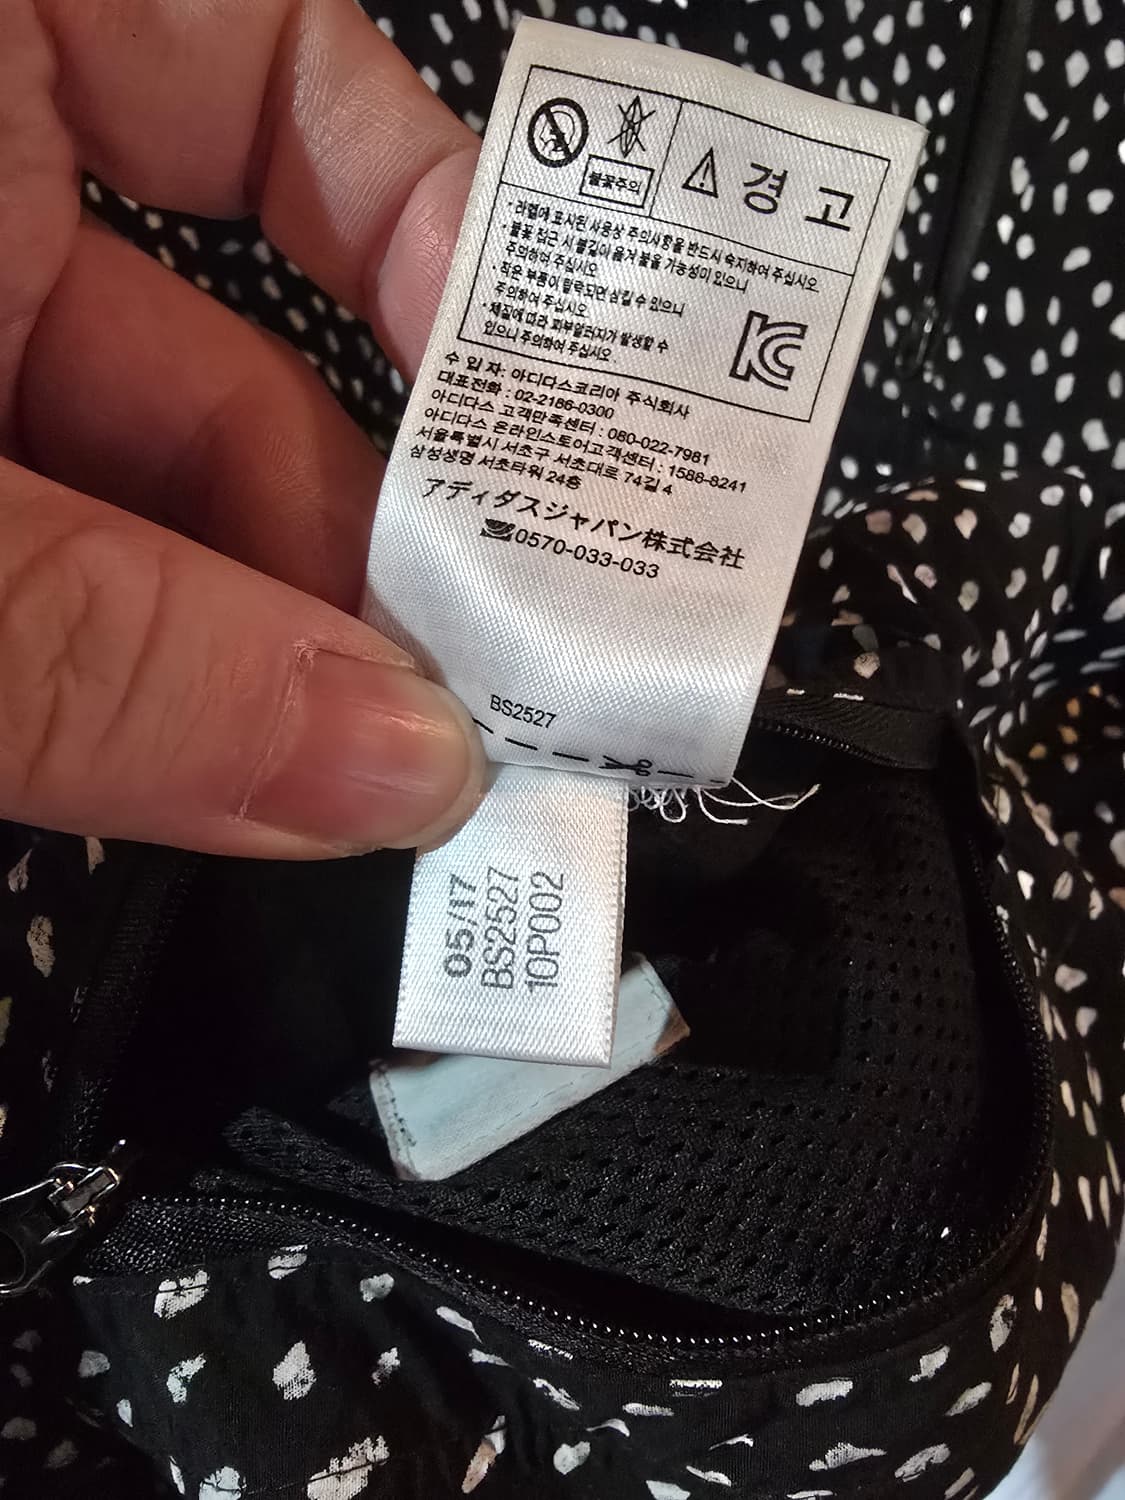 불꽃주의
⚠ 경고
* 라벨에 표시된 사용상 주의사항을 반드시 숙지하여 주십시오
* 불꽃 접근 시 불길이 옮겨 붙을 가능성이 있으니
주의하여 주십시오
* 작은 부품이 탈락되면 삼킬 수 있으니
주의하여 주십시오
* 체질에 따라 피부알러지가 발생할 수
있으니 주의하여 주십시오
KC
수 입 자: 아디다스코리아 주식회사
대표전화 : 02-2186-0300
아디다스 고객만족센터 : 080-022-7981
아디다스 온라인스토어고객센터 : 1588-8241
서울특별시 서초구 서초대로 74길 4
삼성생명 서초타워 24층
アディダスジャパン株式会社
0570-033-033
BS2527
05/17
BS2527
10P002